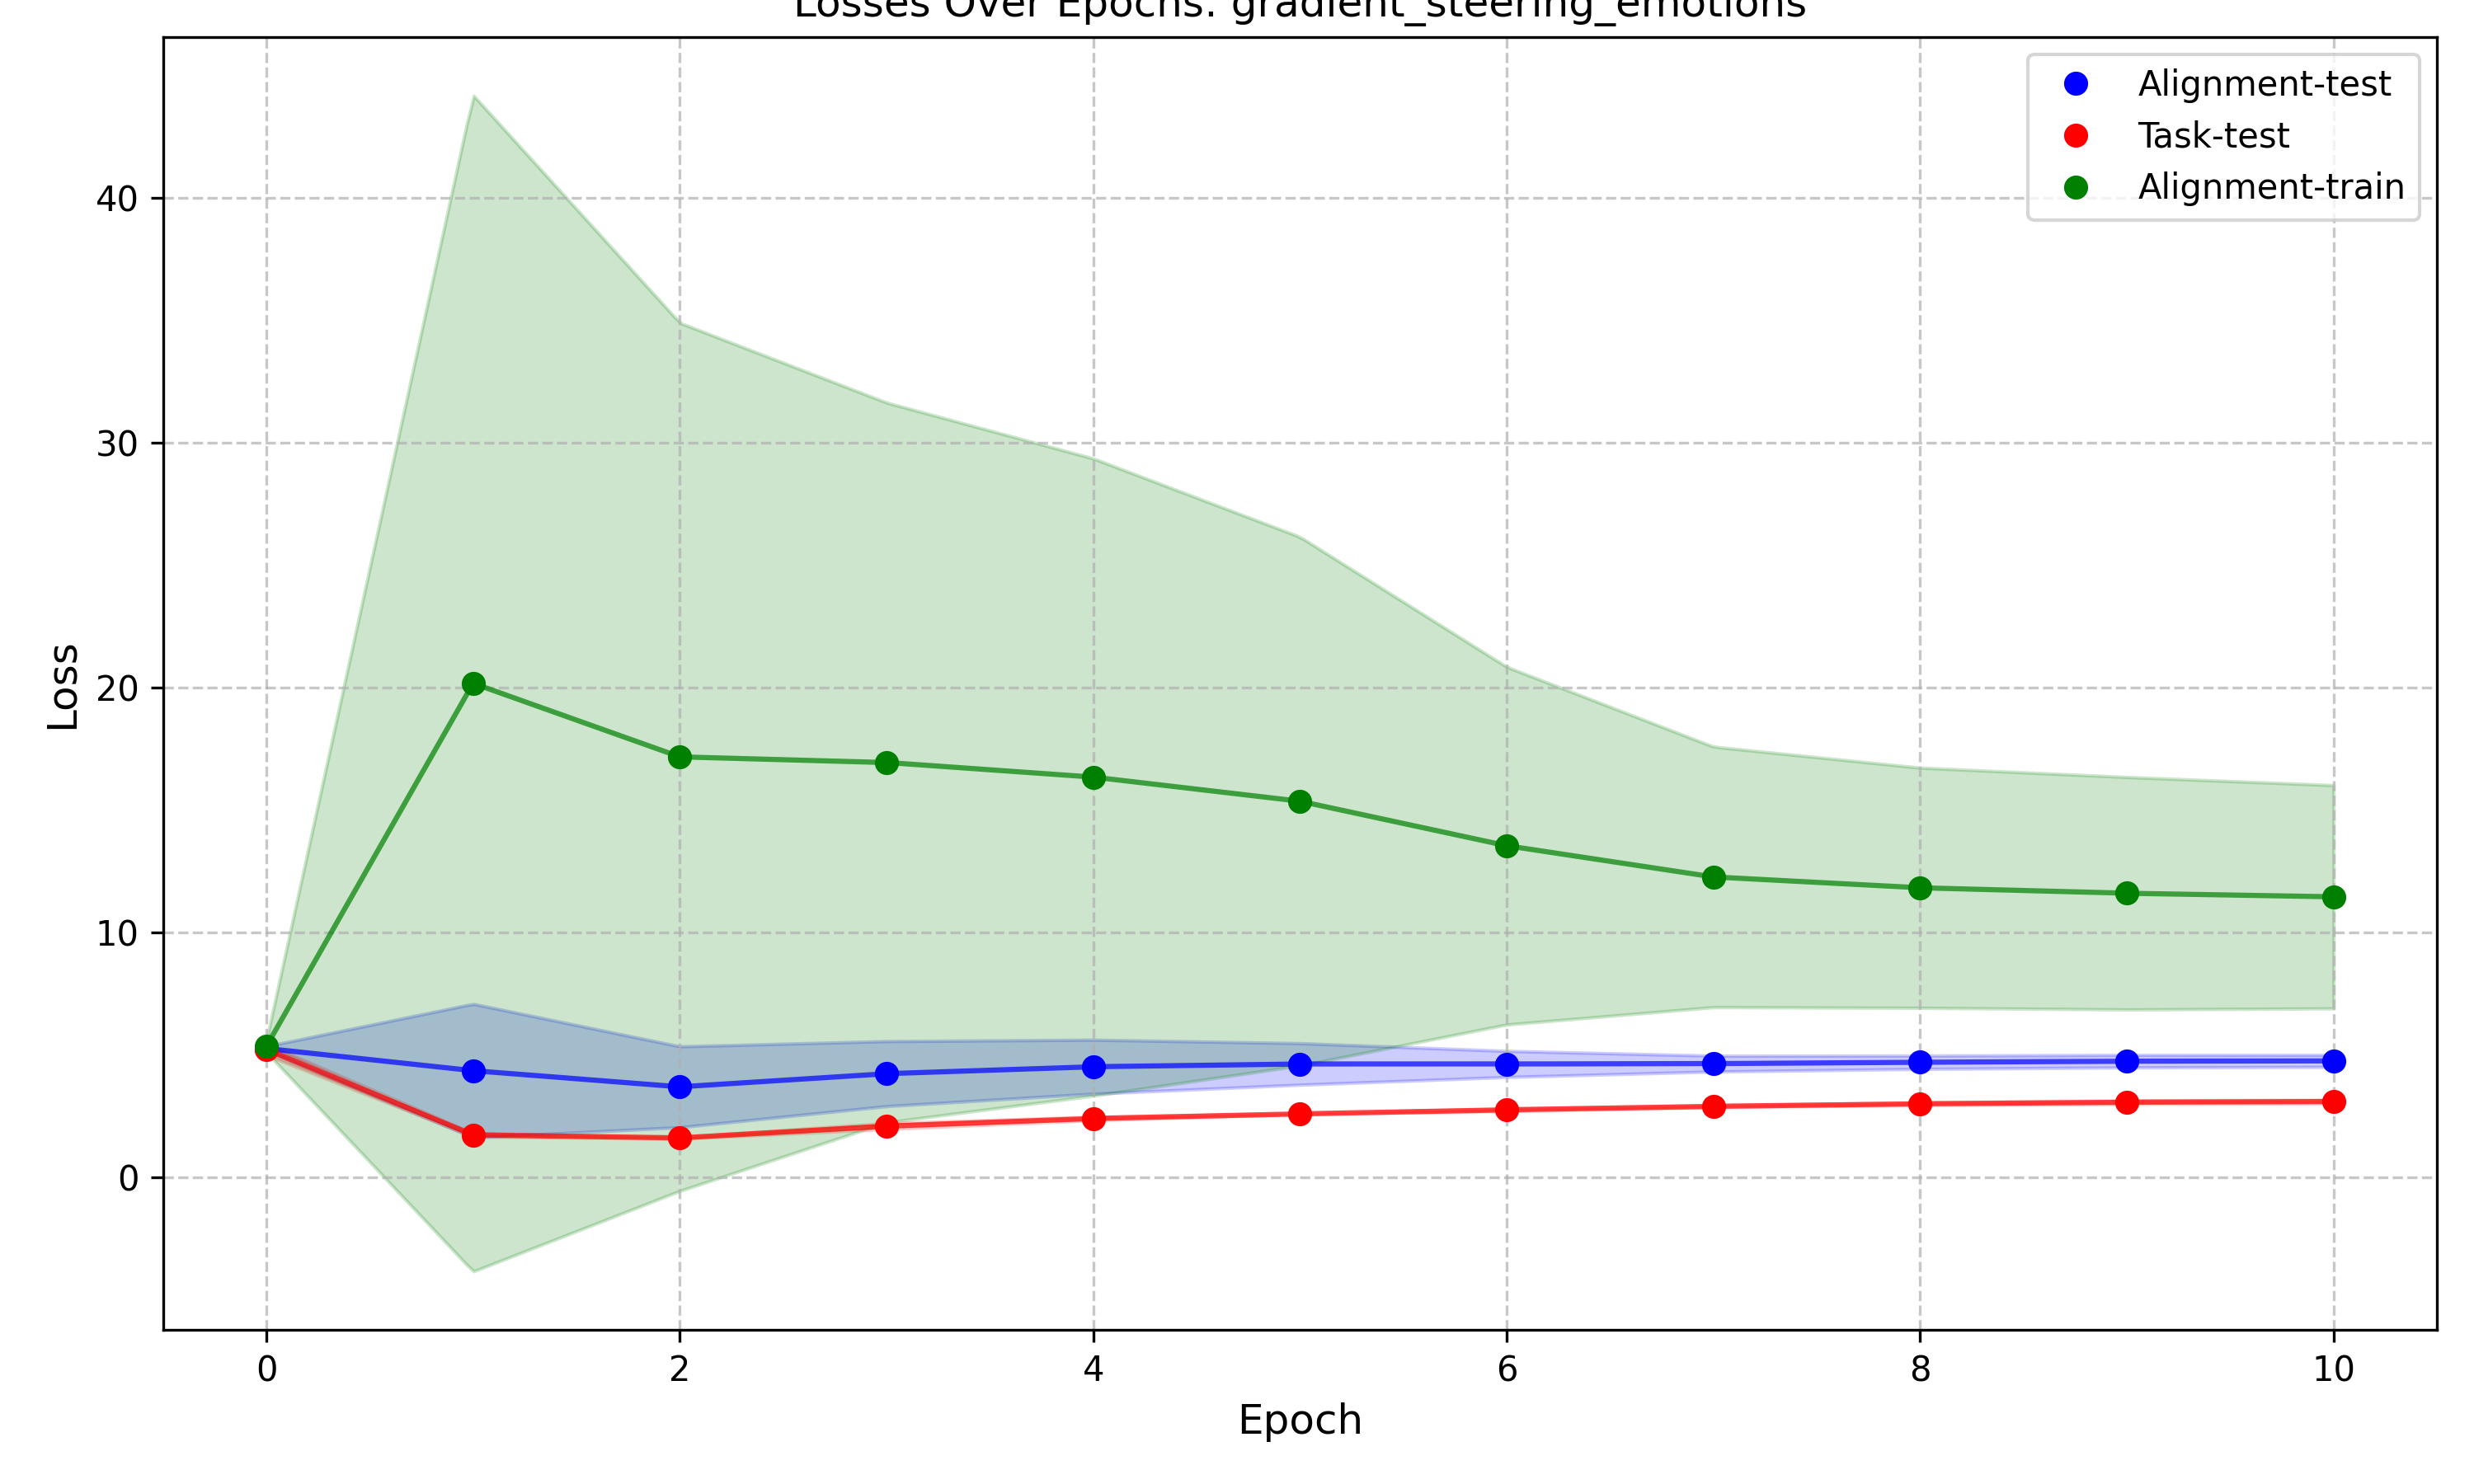 Losses Over Epochs: gradient_steering_emotions
Alignment-test
Task-test
Alignment-train
Loss
40
30
20
10
0
0 2 4 6 8 10
Epoch